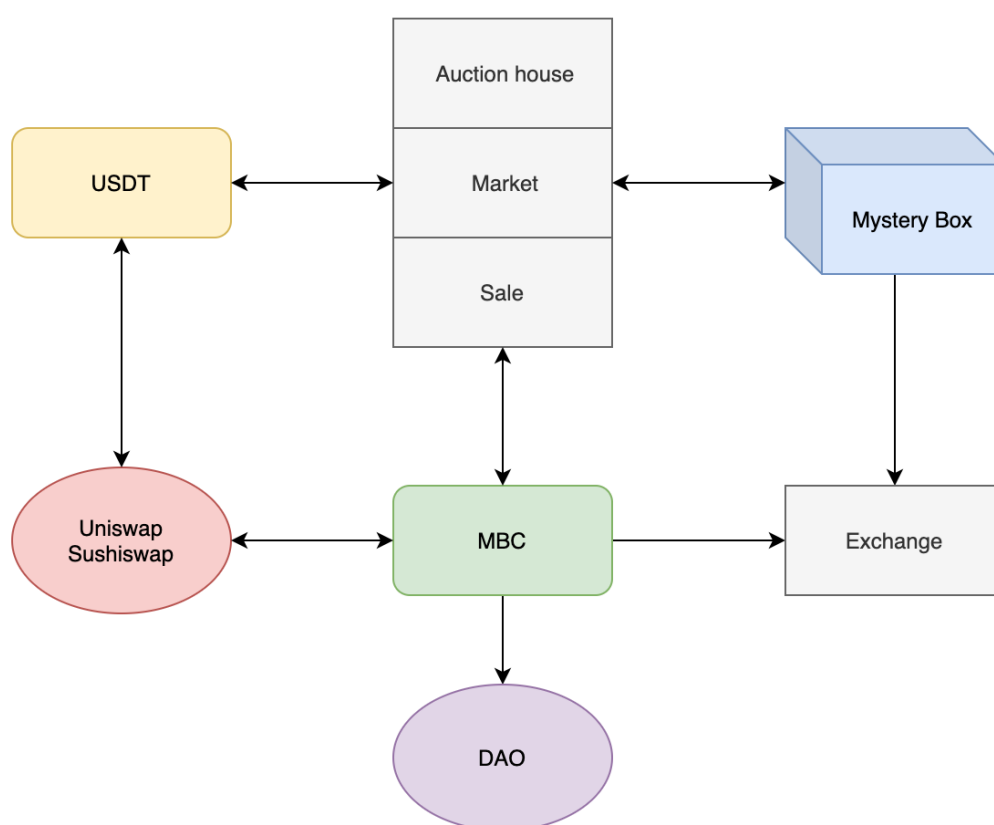 Auction house
USDT
Market
Mystery Box
Sale
Uniswap
Sushiswap
MBC
Exchange
DAO